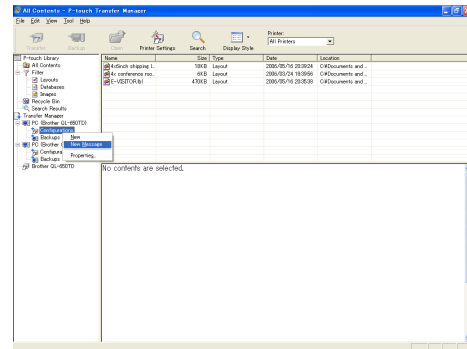 All Contents - P-touch Transfer Manager
File Edit View Tool Help
Transfer Backup Open Printer Settings Search Display Style
Printer:
All Printers
P-touch Library
All Contents
Filter
Layouts
Databases
Images
Recycle Bin
Search Results
Transfer Manager
PC (Brother QL-650TD)
Configurations
Backups
PC (Brother
Configura
Backups
Brother QL-650TD
New
New Message
Properties..
Name Size Type Date Location
4x6inch shipping l.. 18KB Layout 2006/05/16 20:39:24 C:\Documents and ..
4x conference roo.. 6KB Layout 2006/03/24 18:39:56 C:\Documents and ..
E-VISITOR.lbl 470KB Layout 2006/05/16 20:35:38 C:\Documents and ..
No contents are selected.